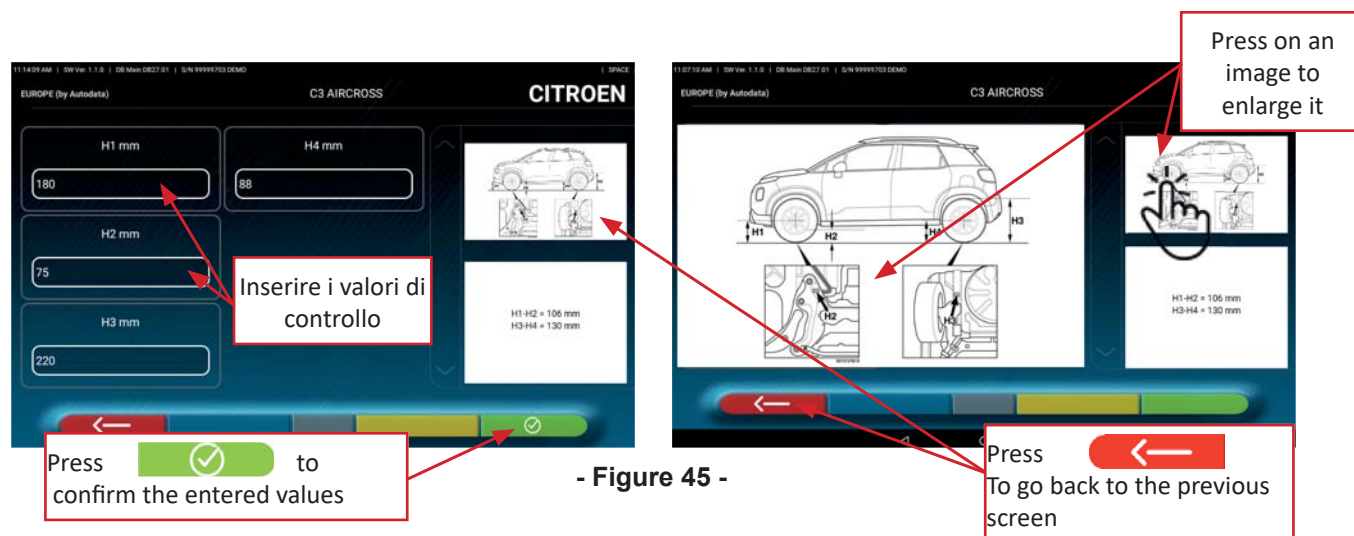 Press on an
image to
enlarge it
11:14:09 AM | SW Ver. 1.1.0 | DB Main DB27.01 | S/N 99999703 DEMO
| SPACE
EUROPE (by Autodata)
C3 AIRCROSS
CITROEN
H1 mm
180
H4 mm
88
H2 mm
75
H3 mm
220
H1-H2 = 106 mm
H3-H4 = 130 mm
Inserire i valori di
controllo
Press to
confirm the entered values
11:07:10 AM | SW Ver. 1.1.0 | DB Main DB27.01 | S/N 99999703 DEMO
EUROPE (by Autodata)
C3 AIRCROSS
H1
H2
H4
H3
H2
H3
H1-H2 = 106 mm
H3-H4 = 130 mm
Press
To go back to the previous
screen
- Figure 45 -